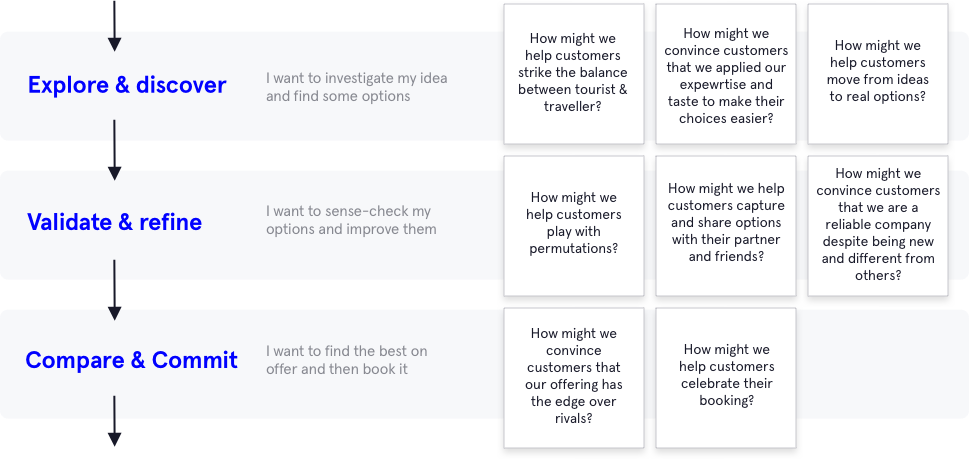 Explore & discover
I want to investigate my idea
and find some options
How might we
help customers
strike the balance
between tourist &
traveller?
How might we
convince customers
that we applied our
expewrtise and
taste to make their
choices easier?
How might we
help customers
move from ideas
to real options?
Validate & refine
I want to sense-check my
options and improve them
How might we
help customers
play with
permutations?
How might we help
customers capture
and share options
with their partner
and friends?
How might we
convince customers
that we are a
reliable company
despite being new
and different from
others?
Compare & Commit
I want to find the best on
offer and then book it
How might we
convince
customers that
our offering has
the edge over
rivals?
How might we
help customers
celebrate their
booking?